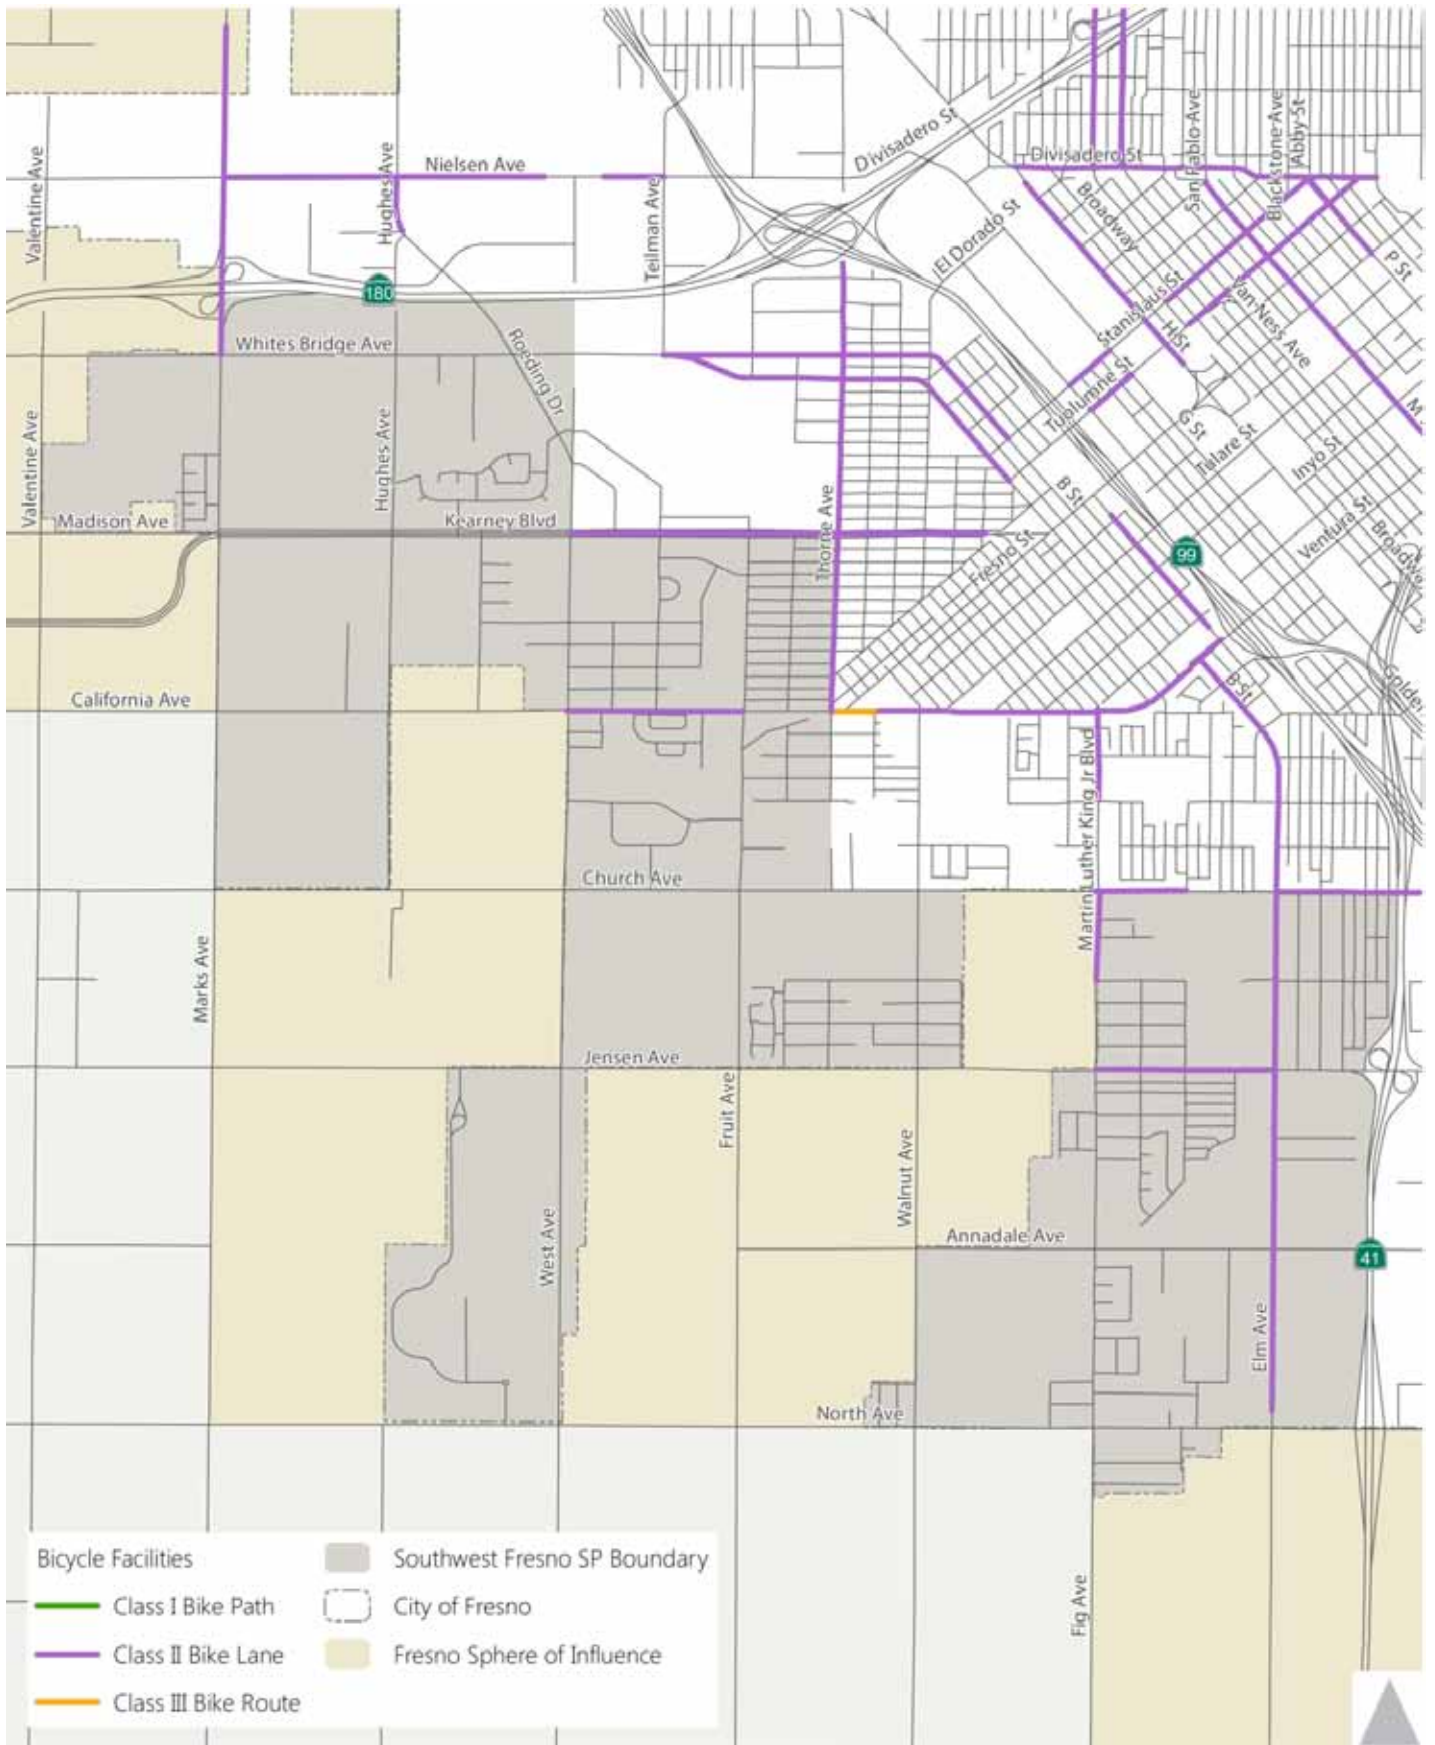 Divisadero St
Divisadero St
Nielsen Ave
Valentine Ave
Hughes Ave
Teilman Ave
San Pablo Ave
Blackstone Ave
Abby St
Broadway
El Dorado St
P St
180
Stanislaus St
Van Ness Ave
H St
Whites Bridge Ave
Roeding Dr
Tuolumne St
G St
Tulare St
Inyo St
M
Valentine Ave
Hughes Ave
B St
Madison Ave
Kearney Blvd
Thorne Ave
Fresno St
99
Ventura St
Broadwa
California Ave
B St
Golden
Martin Luther King Jr Blvd
Church Ave
Marks Ave
Jensen Ave
Fruit Ave
Walnut Ave
West Ave
Annadale Ave
41
Elm Ave
North Ave
Fig Ave
Bicycle Facilities
Class I Bike Path
Class II Bike Lane
Class III Bike Route
Southwest Fresno SP Boundary
City of Fresno
Fresno Sphere of Influence